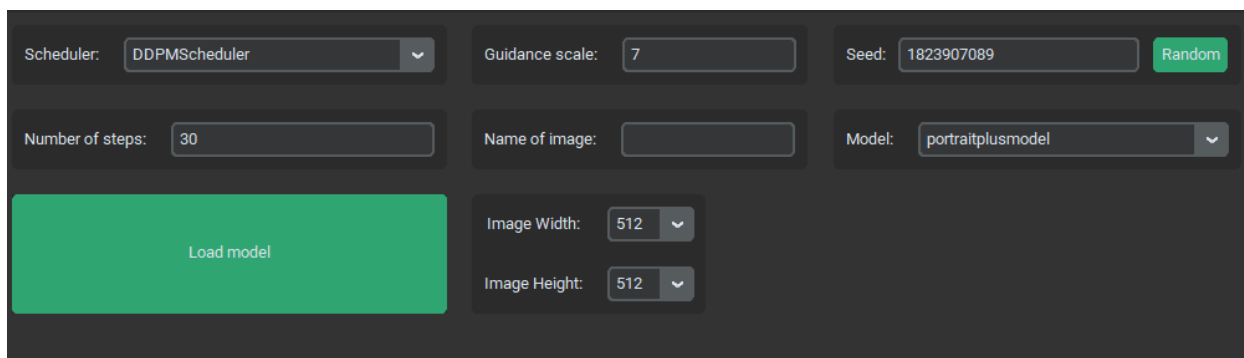 Scheduler: DDPMScheduler Guidance scale: 7 Seed: 1823907089 Random
Number of steps: 30 Name of image: Model: portraitplusmodel
Load model
Image Width: 512
Image Height: 512